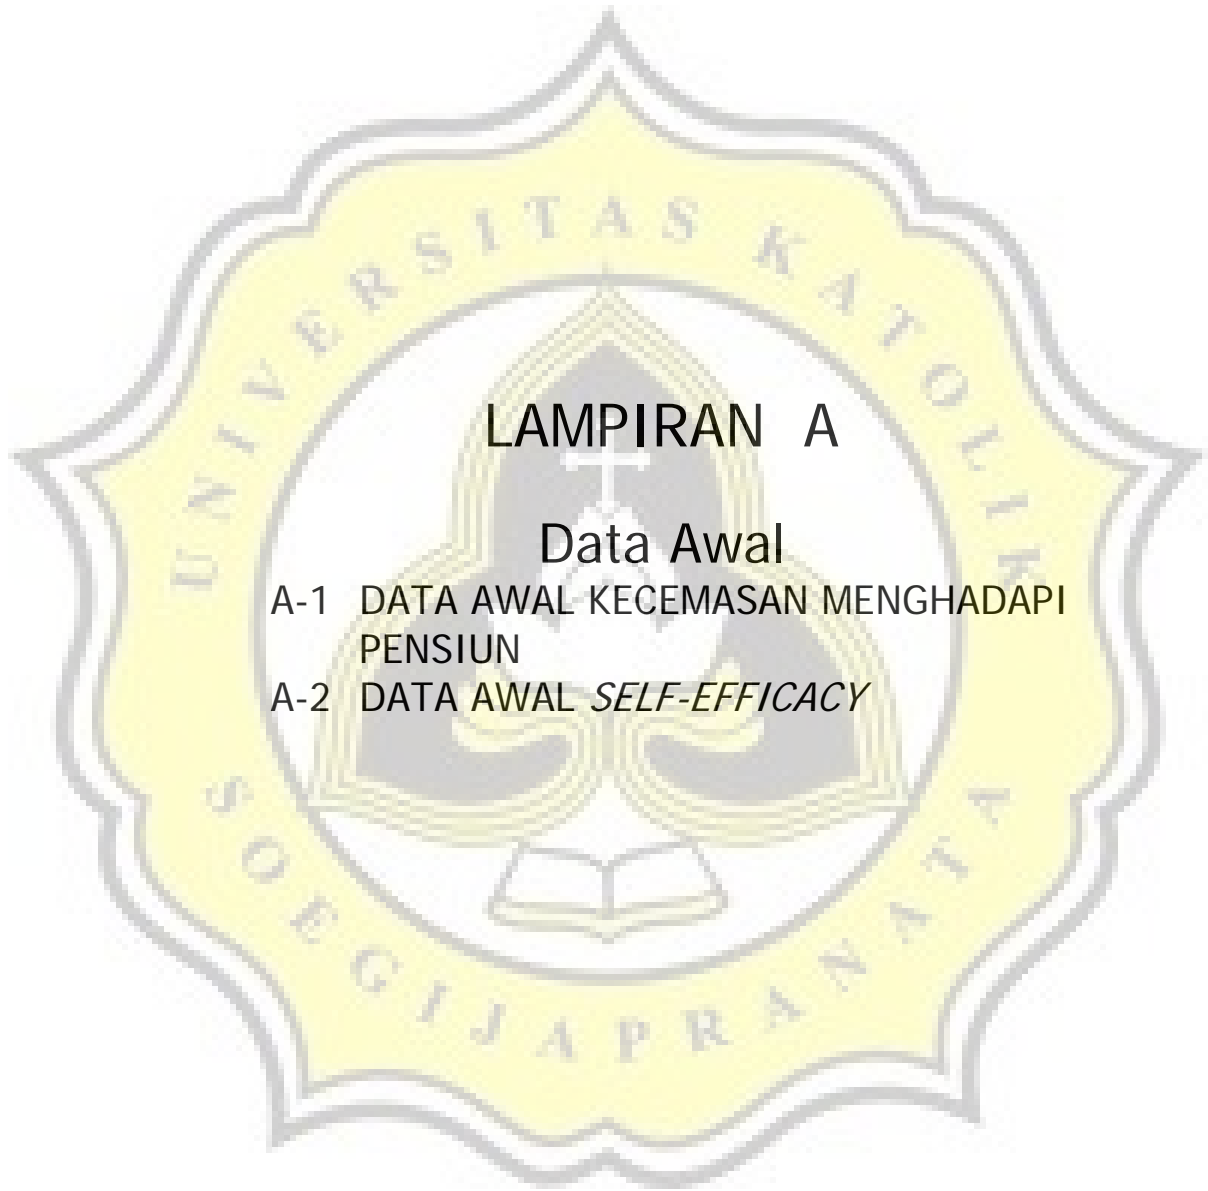 UNIVERSITAS KATOLIK
LAMPIRAN A
Data Awal
A-1 DATA AWAL KECEMASAN MENGHADAPI
PENSIUN
A-2 DATA AWAL SELF-EFFICACY
SOEGIJAPRANATA